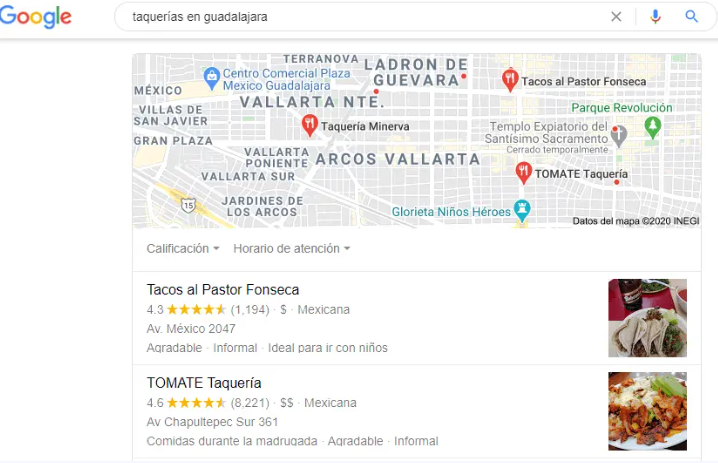 Google
taquerías en guadalajara
TERRANOVA
LADRON DE
GUEVARA
Centro Comercial Plaza
Mexico Guadalajara
Tacos al Pastor Fonseca
MÉXICO
VALLARTA NTE.
VILLAS DE
SAN JAVIER
Parque Revolución
Taquería Minerva
Templo Expiatorio del
Santísimo Sacramento
Cerrado temporalmente
GRAN PLAZA
VALLARTA
PONIENTE
ARCOS VALLARTA
VALLARTA SUR
TOMATE Taquería
15
JARDINES DE
LOS ARCOS
Glorieta Niños Héroes
Datos del mapa ©2020 INEGI
Calificación Horario de atención
Tacos al Pastor Fonseca
4.3 (1,194) · $ · Mexicana
Av. México 2047
Agradable · Informal · Ideal para ir con niños
TOMATE Taquería
4.6 (8,221) · $$ · Mexicana
Av Chapultepec Sur 361
Comidas durante la madrugada · Agradable · Informal